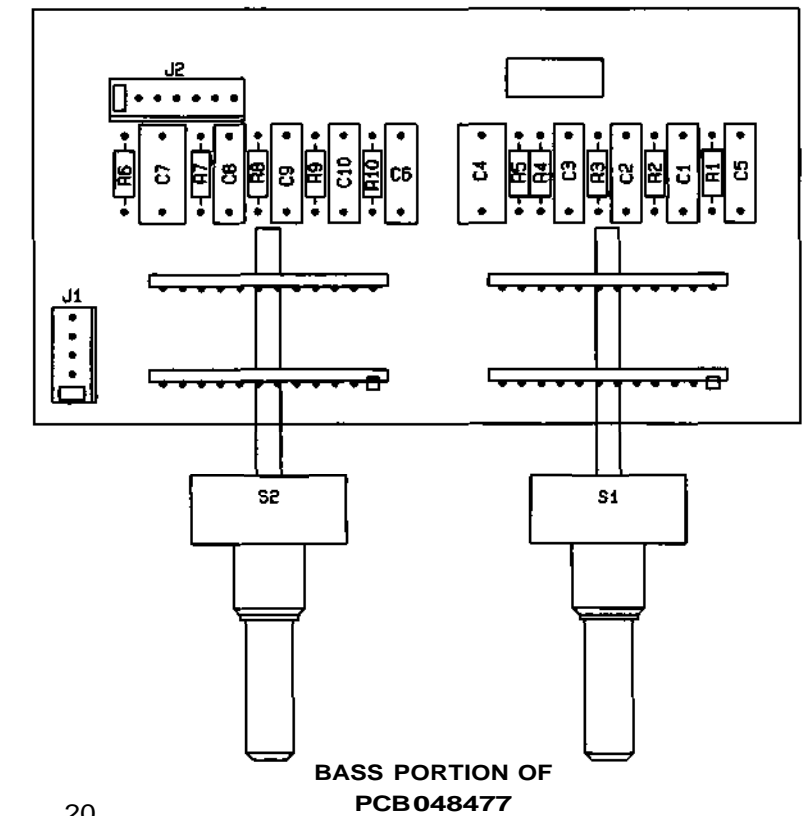 J2
R6 C7 R7 C8 R8 C9 R9 C10 R10 C6 C4 R5 R4 C3 R3 C2 R2 C1 R1 C5
J1
S2 S1
BASS PORTION OF
PCB048477
20